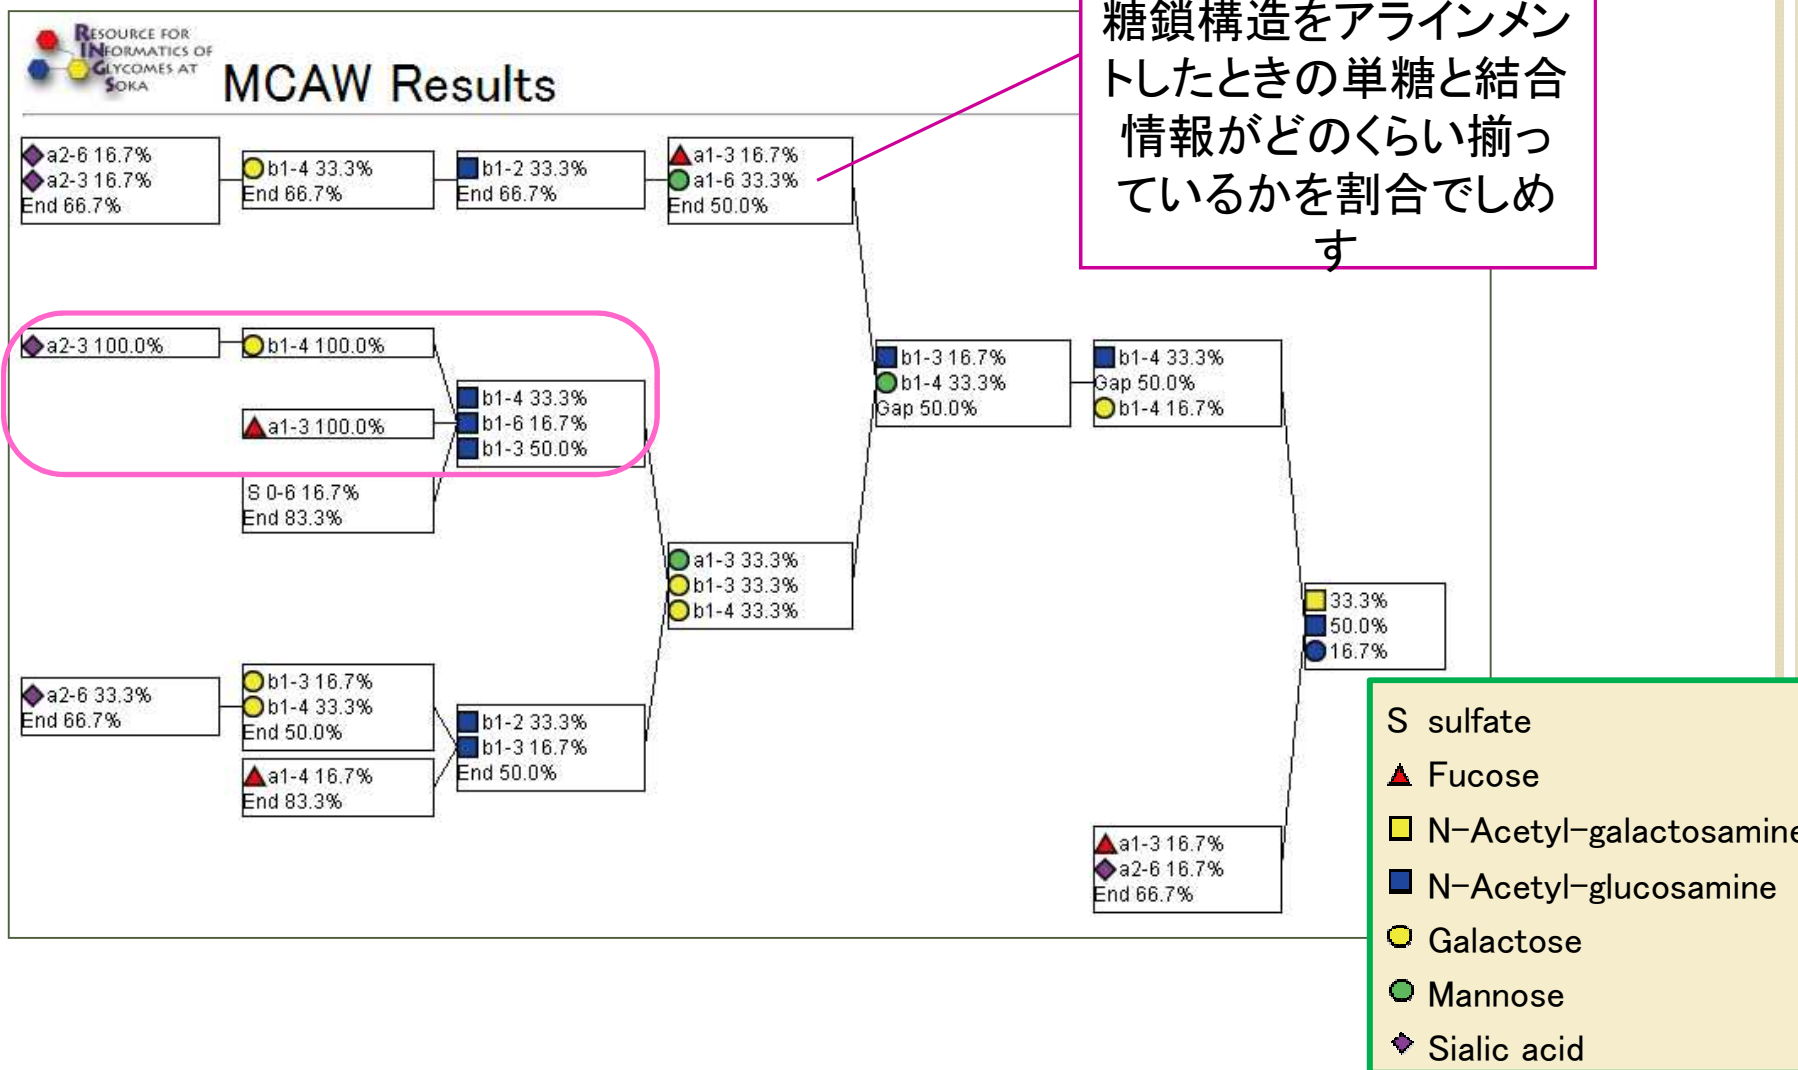 RESOURCE FOR
INFORMATICS OF
GLYCOMES AT
SOKA
MCAW Results
糖鎖構造をアラインメン
トしたときの単糖と結合
情報がどのくらい揃っ
ているかを割合でしめ
す
a2-6 16.7%
a2-3 16.7%
End 66.7%
b1-4 33.3%
End 66.7%
b1-2 33.3%
End 66.7%
a1-3 16.7%
a1-6 33.3%
End 50.0%
a2-3 100.0%
b1-4 100.0%
a1-3 100.0%
S 0-6 16.7%
End 83.3%
b1-4 33.3%
b1-6 16.7%
b1-3 50.0%
a1-3 33.3%
b1-3 33.3%
b1-4 33.3%
b1-3 16.7%
b1-4 33.3%
Gap 50.0%
b1-4 33.3%
Gap 50.0%
b1-4 16.7%
33.3%
50.0%
16.7%
a2-6 33.3%
End 66.7%
b1-3 16.7%
b1-4 33.3%
End 50.0%
a1-4 16.7%
End 83.3%
b1-2 33.3%
b1-3 16.7%
End 50.0%
a1-3 16.7%
a2-6 16.7%
End 66.7%
S sulfate
Fucose
N-Acetyl-galactosamine
N-Acetyl-glucosamine
Galactose
Mannose
Sialic acid